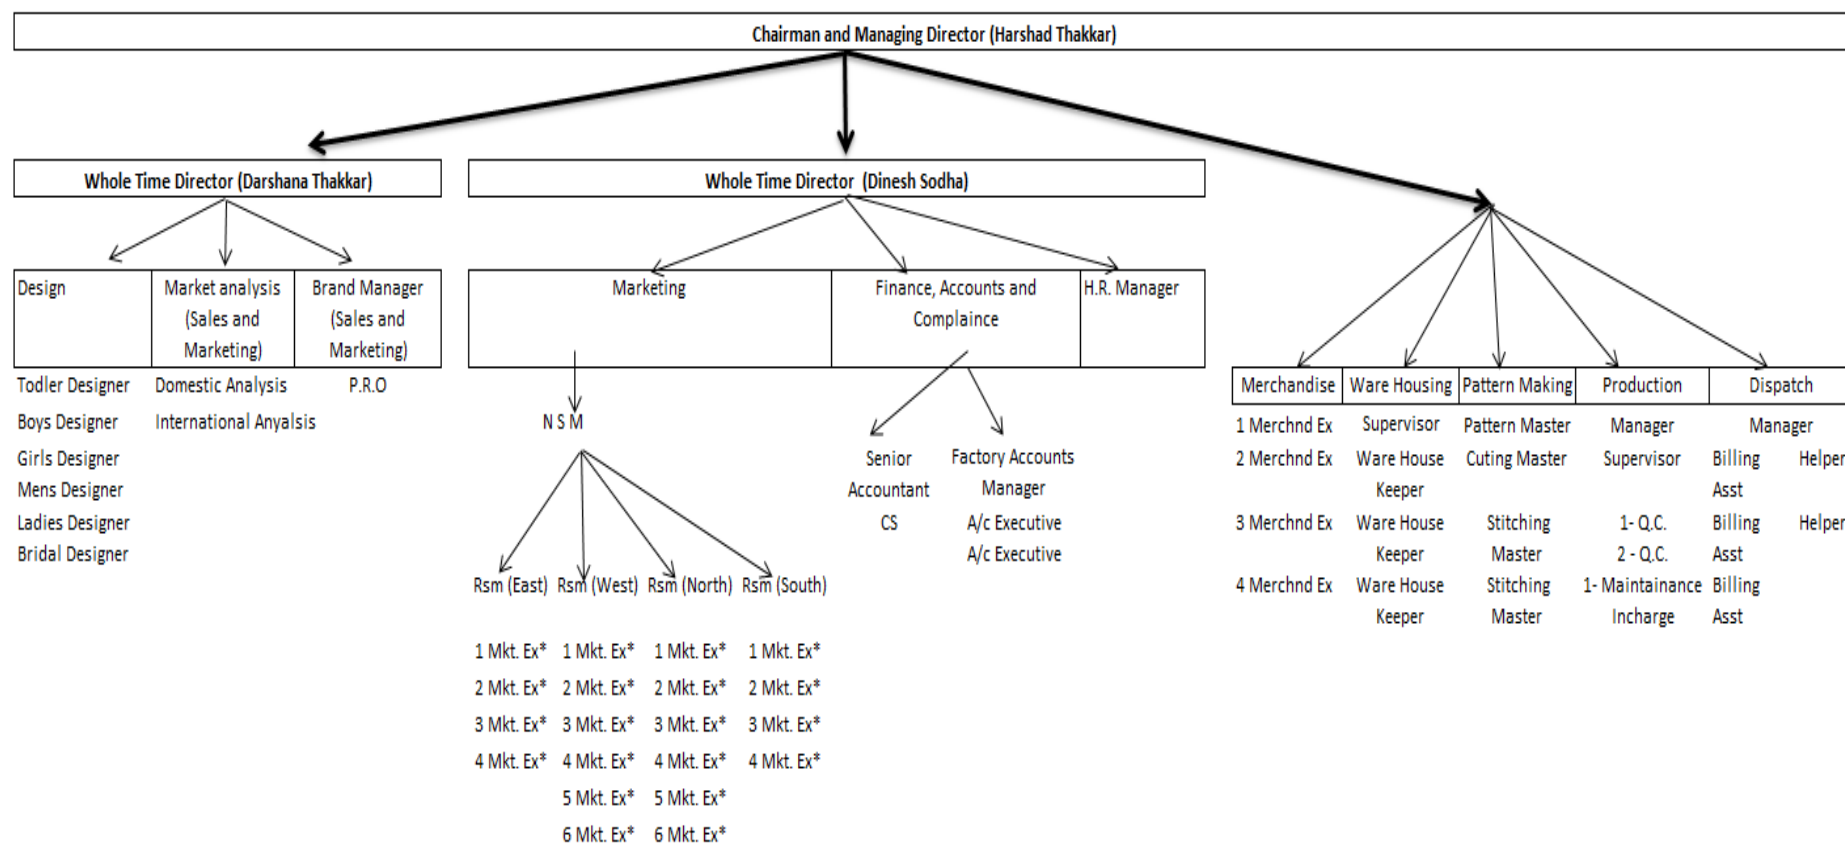 Chairman and Managing Director (Harshad Thakkar)
Whole Time Director (Darshana Thakkar)
Whole Time Director (Dinesh Sodha)
Design
Market analysis
(Sales and
Marketing)
Brand Manager
(Sales and
Marketing)
Todler Designer
Boys Designer
Girls Designer
Mens Designer
Ladies Designer
Bridal Designer
Domestic Analysis
International Anyalsis
P.R.O
Marketing
Finance, Accounts and
Complaince
H.R. Manager
N S M
Rsm (East)
Rsm (West)
Rsm (North)
Rsm (South)
1 Mkt. Ex*
2 Mkt. Ex*
3 Mkt. Ex*
4 Mkt. Ex*
1 Mkt. Ex*
2 Mkt. Ex*
3 Mkt. Ex*
4 Mkt. Ex*
5 Mkt. Ex*
6 Mkt. Ex*
1 Mkt. Ex*
2 Mkt. Ex*
3 Mkt. Ex*
4 Mkt. Ex*
5 Mkt. Ex*
6 Mkt. Ex*
1 Mkt. Ex*
2 Mkt. Ex*
3 Mkt. Ex*
4 Mkt. Ex*
Senior
Accountant
CS
Factory Accounts
Manager
A/c Executive
A/c Executive
Merchandise
1 Merchnd Ex
2 Merchnd Ex
3 Merchnd Ex
4 Merchnd Ex
Ware Housing
Supervisor
Ware House
Keeper
Ware House
Keeper
Ware House
Keeper
Pattern Making
Pattern Master
Cuting Master
Stitching
Master
Stitching
Master
Production
Manager
Supervisor
1- Q.C.
2 - Q.C.
1- Maintainance
Incharge
Dispatch
Manager
Billing
Asst
Billing
Asst
Billing
Asst
Helper
Helper